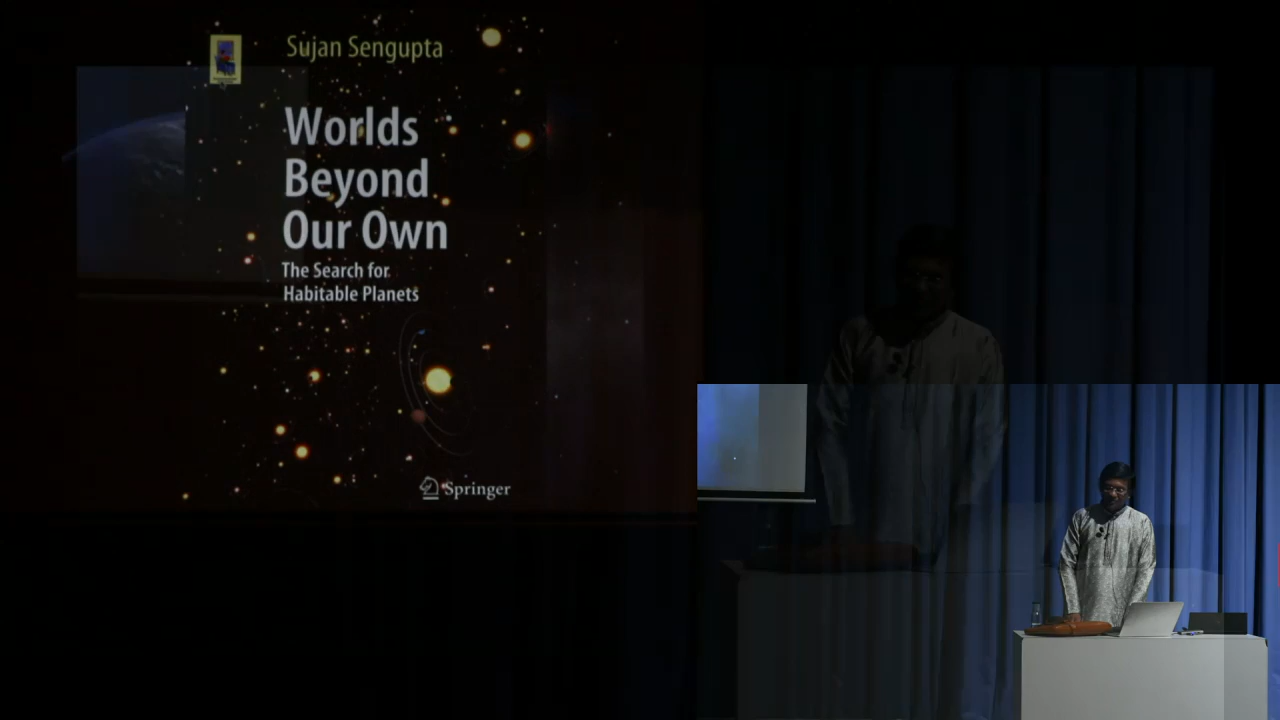 Sujan Sengupta
Worlds
Beyond
Our Own
The Search for
Habitable Planets
Springer